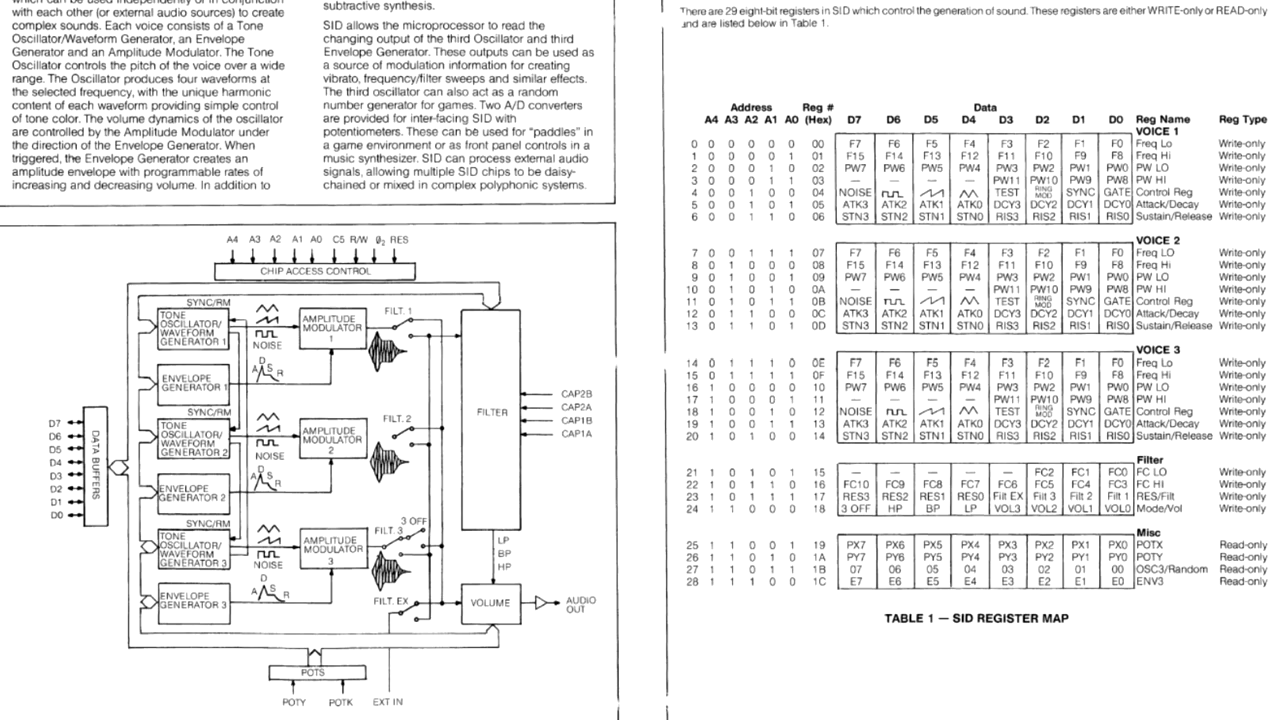 which can be used independently or in conjunction
with each other (or external audio sources) to create
complex sounds. Each voice consists of a Tone
Oscillator/Waveform Generator, an Envelope
Generator and an Amplitude Modulator. The Tone
Oscillator controls the pitch of the voice over a wide
range. The Oscillator produces four waveforms at
the selected frequency, with the unique harmonic
content of each waveform providing simple control
of tone color. The volume dynamics of the oscillator
are controlled by the Amplitude Modulator under
the direction of the Envelope Generator. When
triggered, the Envelope Generator creates an
amplitude envelope with programmable rates of
increasing and decreasing volume. In addition to
subtractive synthesis.
SID allows the microprocessor to read the
changing output of the third Oscillator and third
Envelope Generator. These outputs can be used as
a source of modulation information for creating
vibrato, frequency/filter sweeps and similar effects.
The third oscillator can also act as a random
number generator for games. Two A/D converters
are provided for inter-facing SID with
potentiometers. These can be used for "paddles" in
a game environment or as front panel controls in a
music synthesizer. SID can process external audio
signals, allowing multiple SID chips to be daisy-
chained or mixed in complex polyphonic systems.
A4 A3 A2 A1 A0 C5 R/W Ø2 RES
CHIP ACCESS CONTROL
SYNC/RM
TONE
OSCILLATOR/
WAVEFORM
GENERATOR 1
NOISE
AMPLITUDE
MODULATOR
1
FILT. 1
ENVELOPE
GENERATOR 1
A D S R
SYNC/RM
TONE
OSCILLATOR/
WAVEFORM
GENERATOR 2
NOISE
AMPLITUDE
MODULATOR
2
FILT. 2
ENVELOPE
GENERATOR 2
A D S R
SYNC/RM
TONE
OSCILLATOR/
WAVEFORM
GENERATOR 3
NOISE
AMPLITUDE
MODULATOR
3
FILT. 3
3 OFF
ENVELOPE
GENERATOR 3
A D S R
FILT. EX
D7
D6
D5
D4
D3
D2
D1
D0
DATA BUFFERS
FILTER
CAP2B
CAP2A
CAP1B
CAP1A
LP
BP
HP
VOLUME
AUDIO
OUT
POTS
POTY POTK EXT IN
There are 29 eight-bit registers in SID which control the generation of sound. These registers are either WRITE-only or READ-only
and are listed below in Table 1.
Address Reg # Data
A4 A3 A2 A1 A0 (Hex) D7 D6 D5 D4 D3 D2 D1 D0 Reg Name Reg Type
VOICE 1
0 0 0 0 0 0 00 F7 F6 F5 F4 F3 F2 F1 F0 Freq Lo Write-only
1 0 0 0 0 1 01 F15 F14 F13 F12 F11 F10 F9 F8 Freq Hi Write-only
2 0 0 0 1 0 02 PW7 PW6 PW5 PW4 PW3 PW2 PW1 PW0 PW LO Write-only
3 0 0 0 1 1 03 — — — — PW11 PW10 PW9 PW8 PW HI Write-only
4 0 0 1 0 0 04 NOISE TEST RING MOD SYNC GATE Control Reg Write-only
5 0 0 1 0 1 05 ATK3 ATK2 ATK1 ATK0 DCY3 DCY2 DCY1 DCY0 Attack/Decay Write-only
6 0 0 1 1 0 06 STN3 STN2 STN1 STN0 RIS3 RIS2 RIS1 RIS0 Sustain/Release Write-only
VOICE 2
7 0 0 1 1 1 07 F7 F6 F5 F4 F3 F2 F1 F0 Freq LO Write-only
8 0 1 0 0 0 08 F15 F14 F13 F12 F11 F10 F9 F8 Freq Hi Write-only
9 0 1 0 0 1 09 PW7 PW6 PW5 PW4 PW3 PW2 PW1 PW0 PW LO Write-only
10 0 1 0 1 0 0A — — — — PW11 PW10 PW9 PW8 PW HI Write-only
11 0 1 0 1 1 0B NOISE TEST RING MOD SYNC GATE Control Reg Write-only
12 0 1 1 0 0 0C ATK3 ATK2 ATK1 ATK0 DCY3 DCY2 DCY1 DCY0 Attack/Decay Write-only
13 0 1 1 0 1 0D STN3 STN2 STN1 STN0 RIS3 RIS2 RIS1 RIS0 Sustain/Release Write-only
VOICE 3
14 0 1 1 1 0 0E F7 F6 F5 F4 F3 F2 F1 F0 Freq LO Write-only
15 0 1 1 1 1 0F F15 F14 F13 F12 F11 F10 F9 F8 Freq Hi Write-only
16 1 0 0 0 0 10 PW7 PW6 PW5 PW4 PW3 PW2 PW1 PW0 PW LO Write-only
17 1 0 0 0 1 11 — — — — PW11 PW10 PW9 PW8 PW HI Write-only
18 1 0 0 1 0 12 NOISE TEST RING MOD SYNC GATE Control Reg Write-only
19 1 0 0 1 1 13 ATK3 ATK2 ATK1 ATK0 DCY3 DCY2 DCY1 DCY0 Attack/Decay Write-only
20 1 0 1 0 0 14 STN3 STN2 STN1 STN0 RIS3 RIS2 RIS1 RIS0 Sustain/Release Write-only
Filter
21 1 0 1 0 1 15 — — — — — FC2 FC1 FC0 FC LO Write-only
22 1 0 1 1 0 16 FC10 FC9 FC8 FC7 FC6 FC5 FC4 FC3 FC HI Write-only
23 1 0 1 1 1 17 RES3 RES2 RES1 RES0 Filt EX Filt 3 Filt 2 Filt 1 RES/Filt Write-only
24 1 1 0 0 0 18 3 OFF HP BP LP VOL3 VOL2 VOL1 VOL0 Mode/Vol Write-only
Misc
25 1 1 0 0 1 19 PX7 PX6 PX5 PX4 PX3 PX2 PX1 PX0 POTX Read-only
26 1 1 0 1 0 1A PY7 PY6 PY5 PY4 PY3 PY2 PY1 PY0 POTY Read-only
27 1 1 0 1 1 1B 07 06 05 04 03 02 01 00 OSC3/Random Read-only
28 1 1 1 0 0 1C E7 E6 E5 E4 E3 E2 E1 E0 ENV3 Read-only
TABLE 1 — SID REGISTER MAP